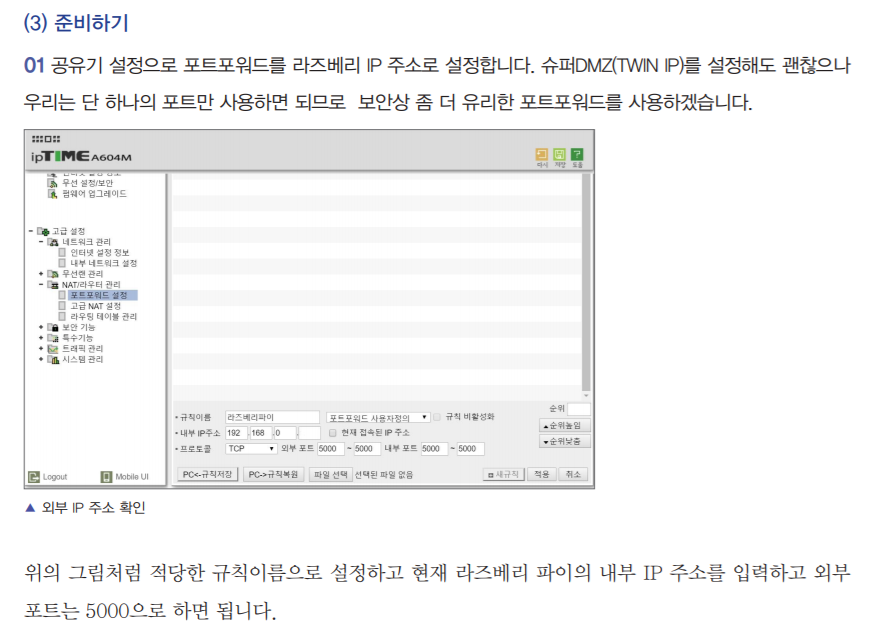 (3) 준비하기
01 공유기 설정으로 포트포워드를 라즈베리 IP 주소로 설정합니다. 슈퍼DMZ(TWIN IP)를 설정해도 괜찮으나
우리는 단 하나의 포트만 사용하면 되므로 보안상 좀 더 유리한 포트포워드를 사용하겠습니다.
ipTIME A604M
저장 도움
무선 설정/보안
펌웨어 업그레이드
고급 설정
네트워크 관리
인터넷 설정 정보
내부 네트워크 설정
무선랜 관리
NAT/라우터 관리
포트포워드 설정
고급 NAT 설정
라우팅 테이블 관리
보안 기능
특수기능
트래픽 관리
시스템 관리
Logout Mobile UI
순위
규칙이름 라즈베리파이 포트포워드 사용자정의 규칙 비활성화
▲순위높임
내부 IP주소 192 . 168 . 0 . 현재 접속된 IP 주소
▼순위낮춤
프로토콜 TCP 외부 포트 5000 ~ 5000 내부 포트 5000 ~ 5000
PC<-규칙저장 PC->규칙복원 파일 선택 선택된 파일 없음 새규칙 적용 취소
▲ 외부 IP 주소 확인
위의 그림처럼 적당한 규칙이름으로 설정하고 현재 라즈베리 파이의 내부 IP 주소를 입력하고 외부
포트는 5000으로 하면 됩니다.